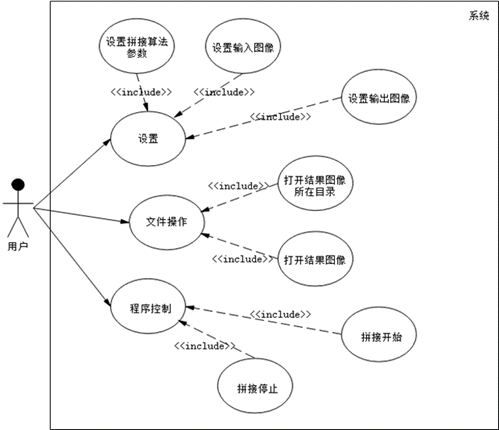 系统
设置拼接算法
参数
设置输入图像
<<include>>
<<include>>
设置输出图像
<<include>>
设置
打开结果图像
所在目录
<<include>>
用户
文件操作
打开结果图像
<<include>>
程序控制
<<include>>
拼接开始
<<include>>
拼接停止